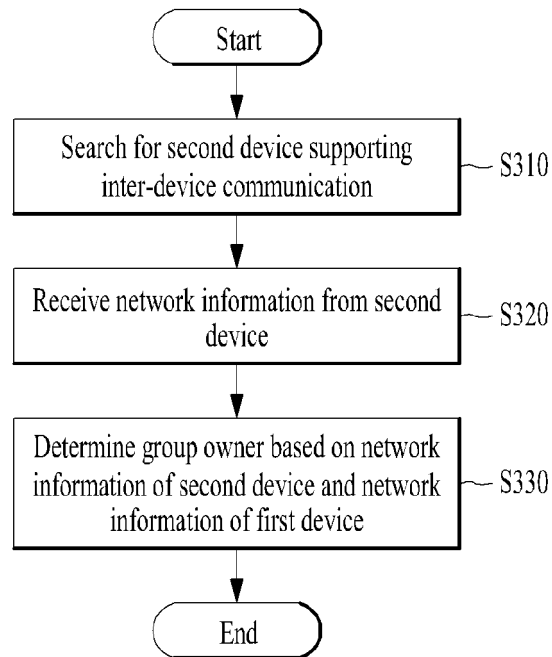 Start
Search for second device supporting
inter-device communication
S310
Receive network information from second
device
S320
Determine group owner based on network
information of second device and network
information of first device
S330
End